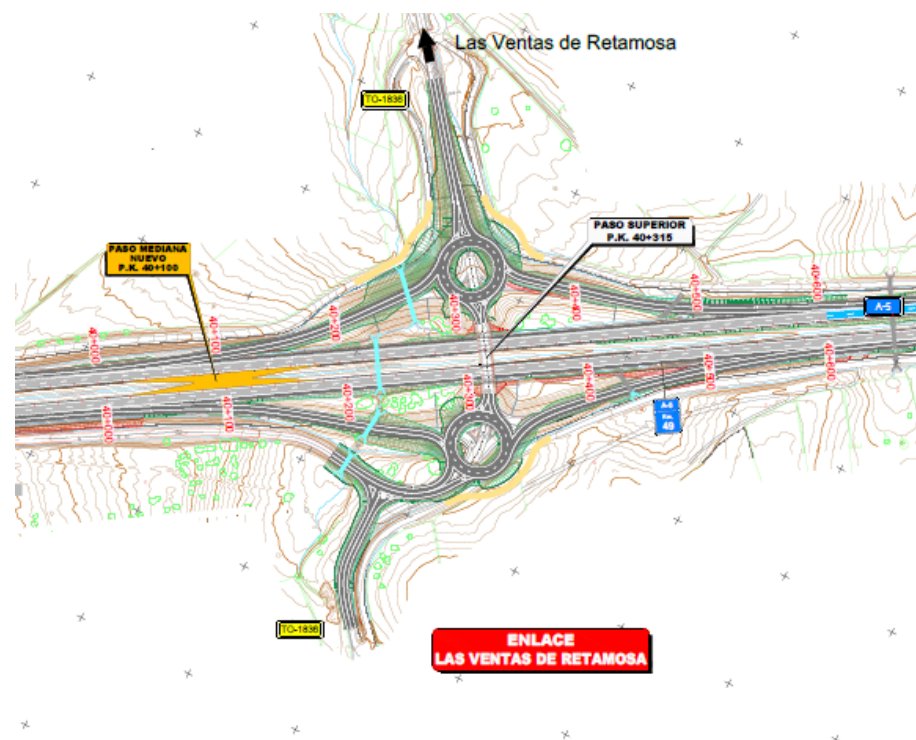 Las Ventas de Retamosa
TO-1836
PASO SUPERIOR
P.K. 40+315
PASO MEDIANA
NUEVO
P.K. 40+100
A-5
40+000
40+100
40+200
40+300
40+400
40+500
40+600
40+000
40+100
40+200
40+300
40+400
40+500
40+600
A-5
Km.
49
TO-1836
ENLACE
LAS VENTAS DE RETAMOSA